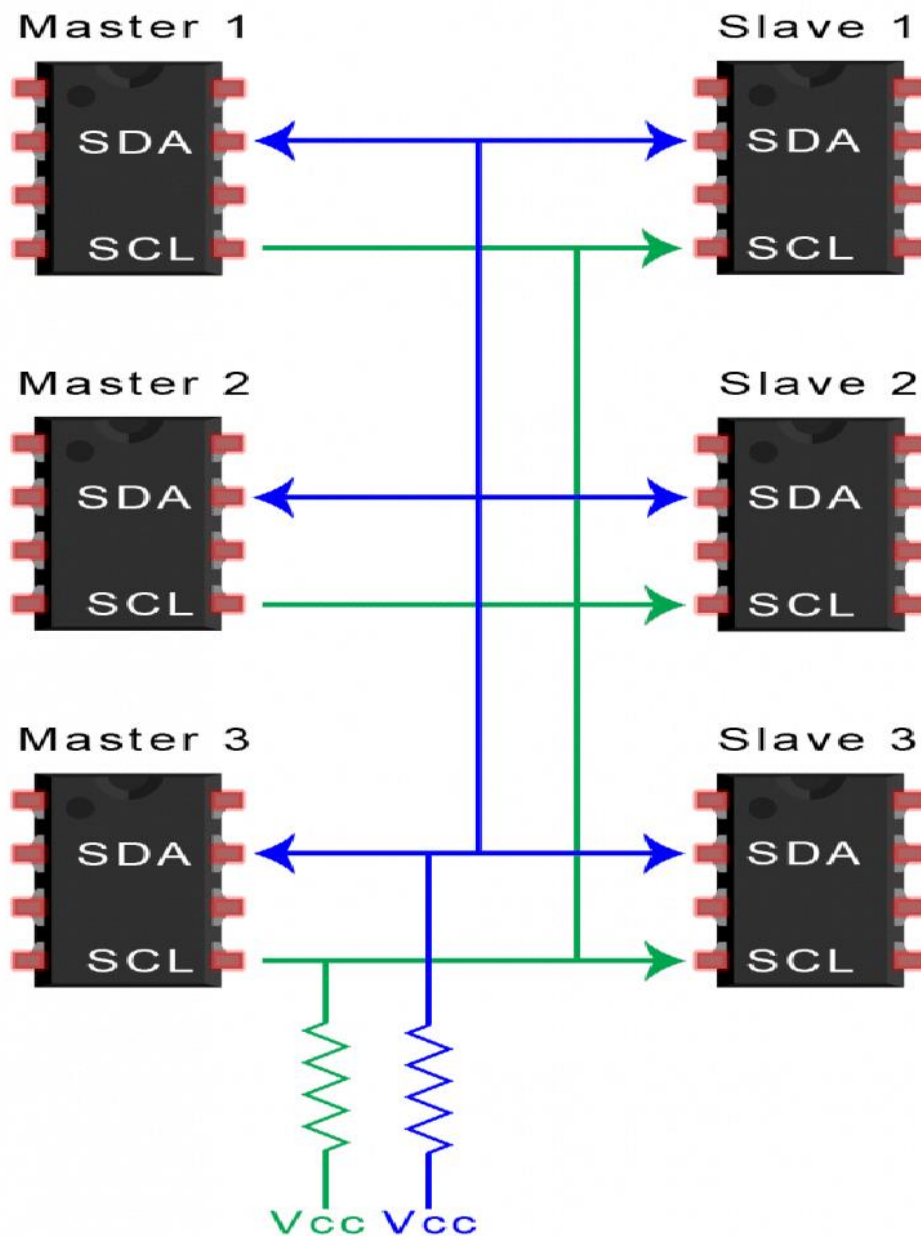 Master 1
Slave 1
SDA
SDA
SCL
SCL
Master 2
Slave 2
SDA
SDA
SCL
SCL
Master 3
Slave 3
SDA
SDA
SCL
SCL
Vcc
Vcc